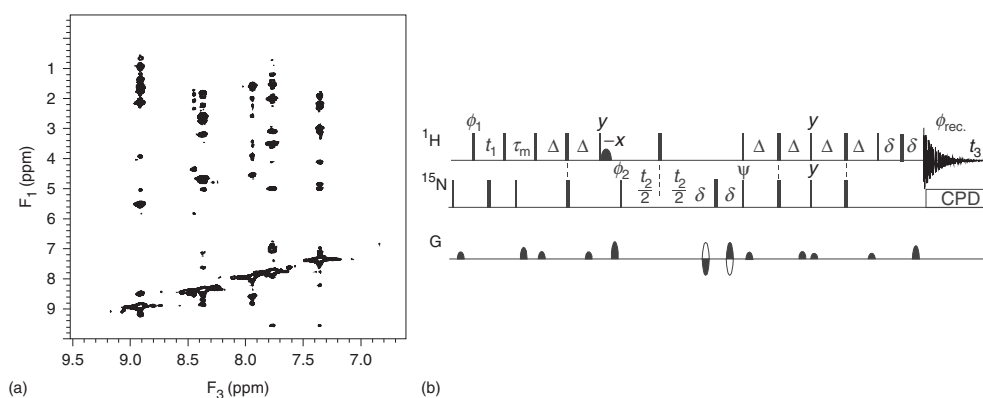 1
2
3
4
5
6
7
8
9
F₁ (ppm)
9.5 9.0 8.5 8.0 7.5 7.0
F₃ (ppm)
(a)
ϕ₁ y y ϕrec.
¹H t₁ τm Δ Δ –x Δ Δ Δ Δ δ δ t₃
ϕ₂ ψ y
¹⁵N t₂/2 t₂/2 δ δ CPD
G
(b)